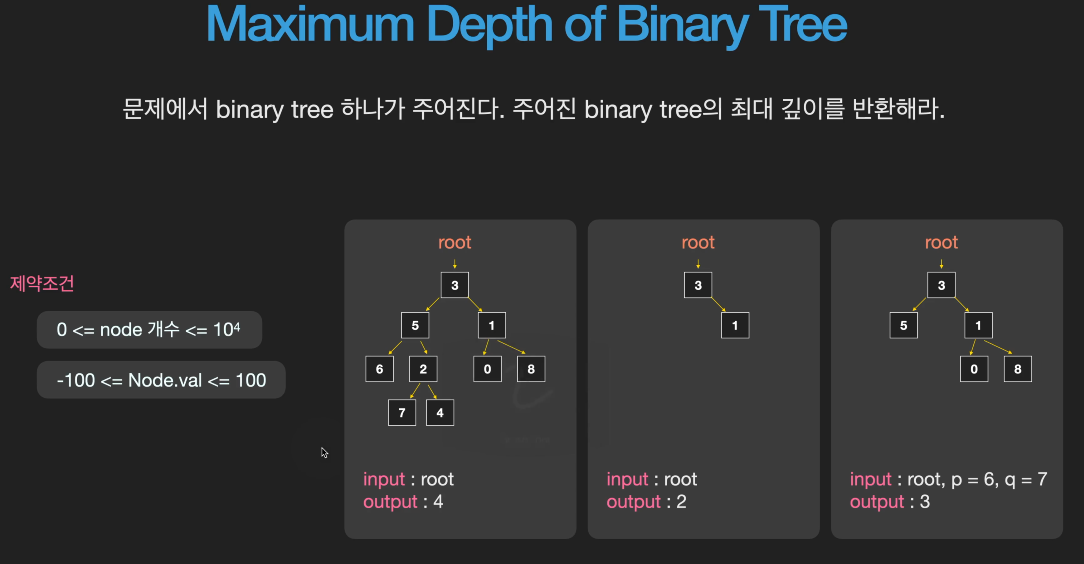 Maximum Depth of Binary Tree
문제에서 binary tree 하나가 주어진다. 주어진 binary tree의 최대 깊이를 반환해라.
제약조건
0 <= node 개수 <= 10⁴
-100 <= Node.val <= 100
root
3
5 1
6 2 0 8
7 4
input : root
output : 4
root
3
1
input : root
output : 2
root
3
5 1
0 8
input : root, p = 6, q = 7
output : 3